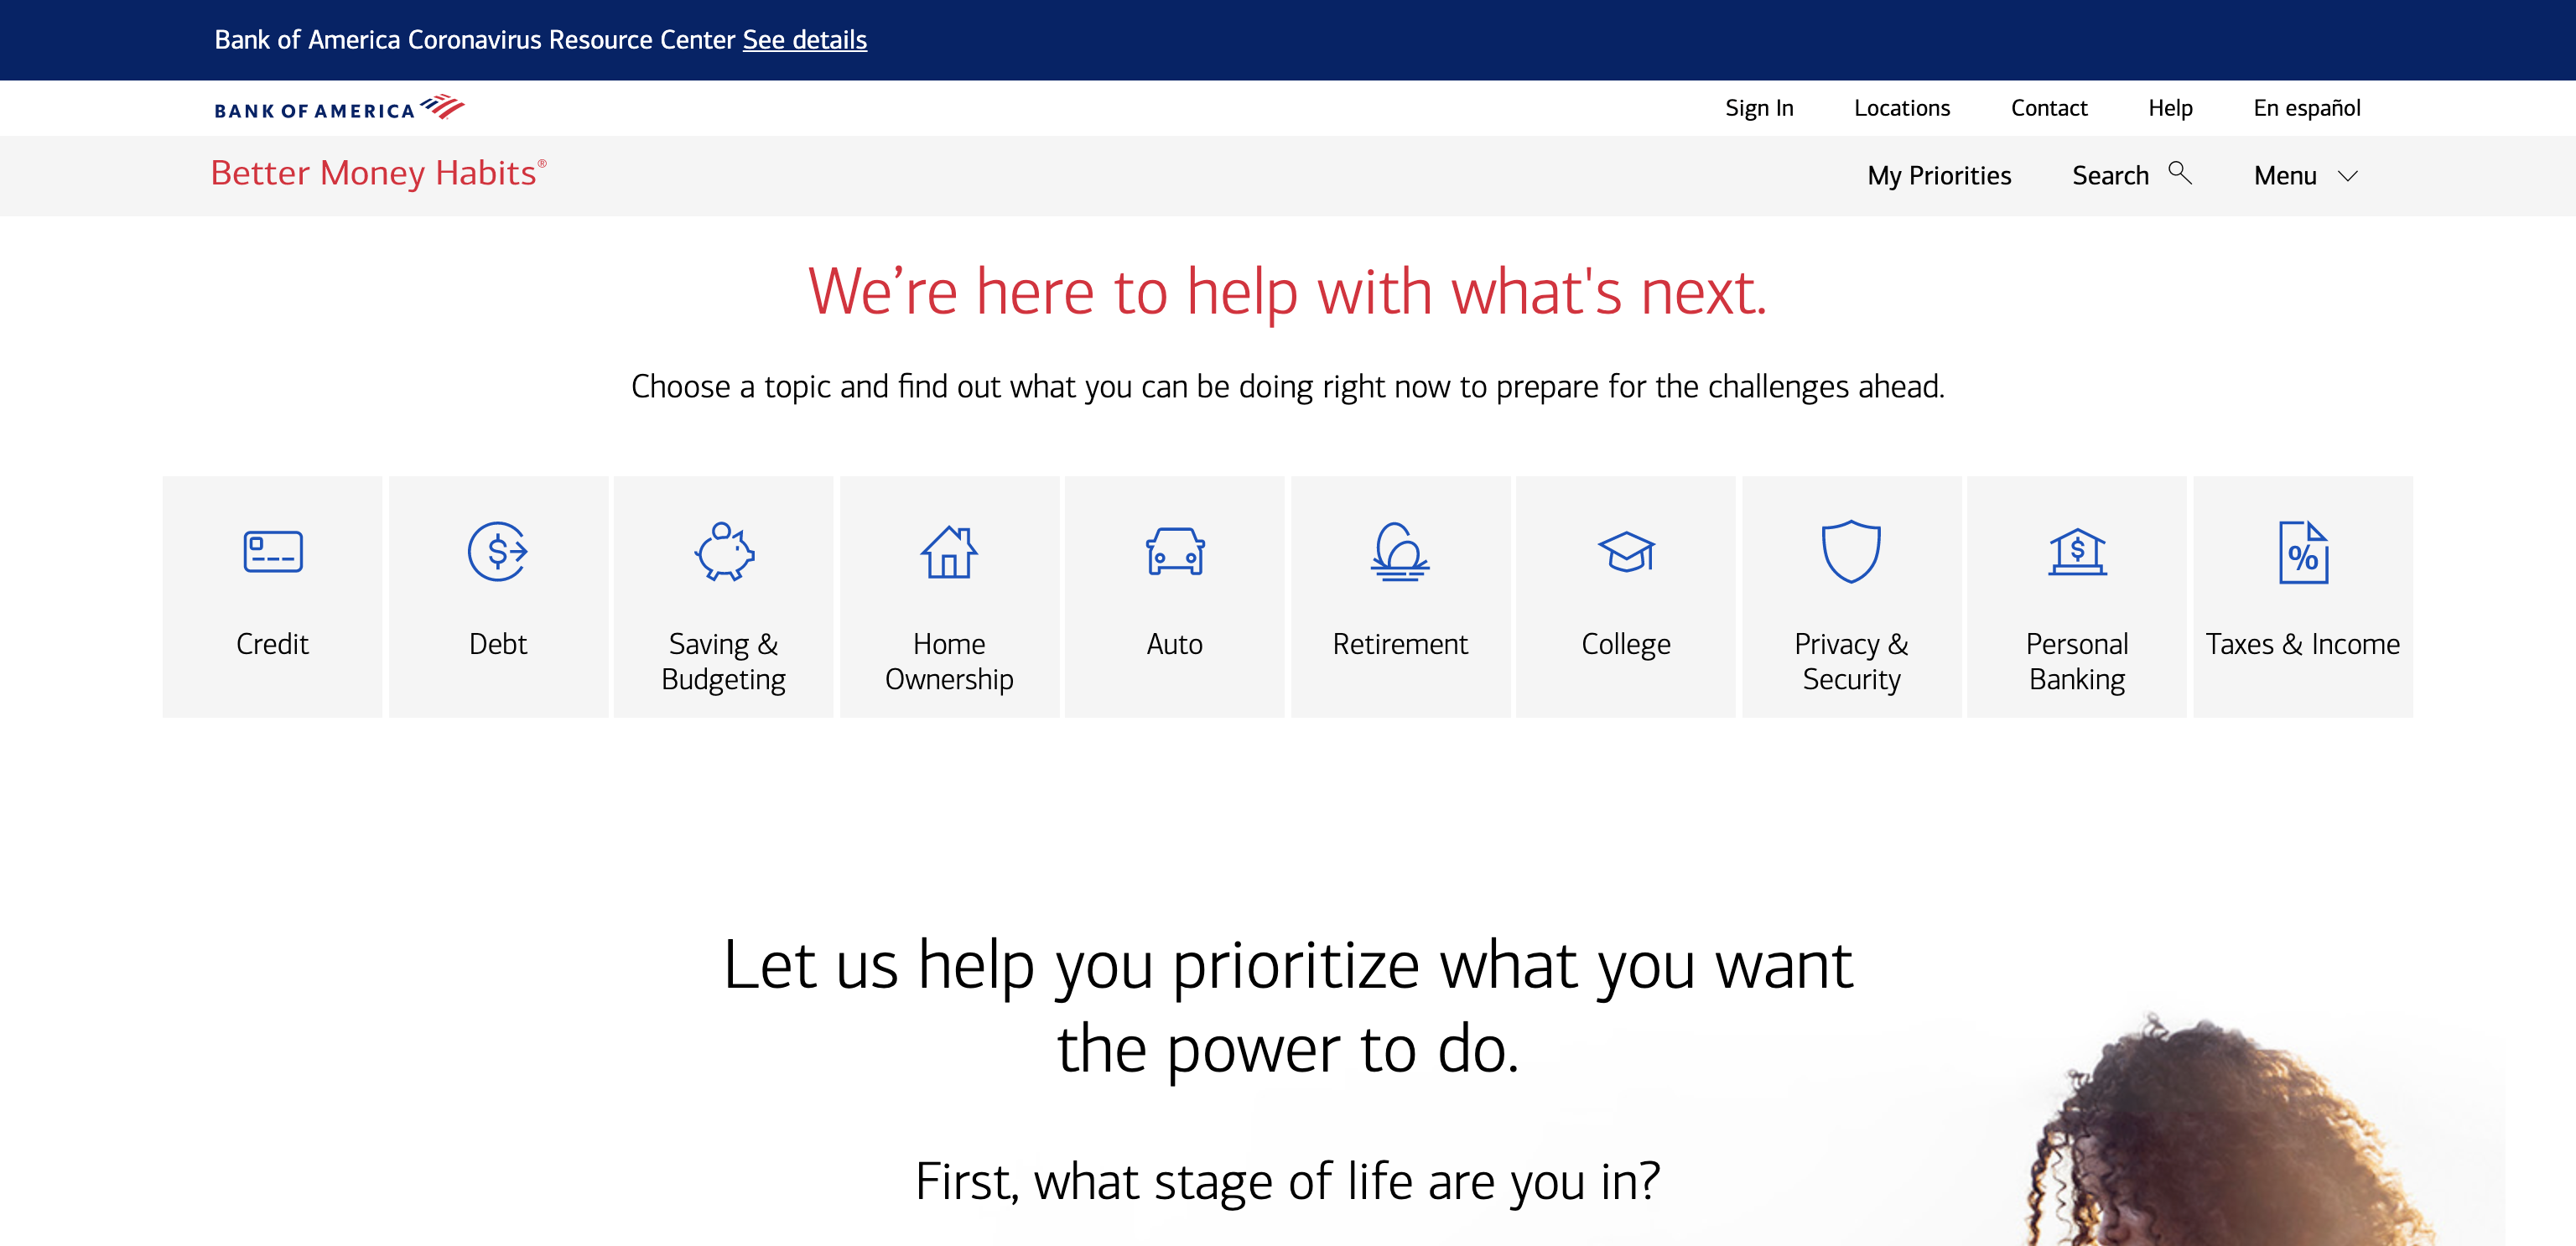 Bank of America Coronavirus Resource Center See details
BANK OF AMERICA
Sign In Locations Contact Help En español
Better Money Habits®
My Priorities Search Menu
We’re here to help with what's next.
Choose a topic and find out what you can be doing right now to prepare for the challenges ahead.
Credit
Debt
Saving &
Budgeting
Home
Ownership
Auto
Retirement
College
Privacy &
Security
$
Personal
Banking
%
Taxes & Income
Let us help you prioritize what you want
the power to do.
First, what stage of life are you in?